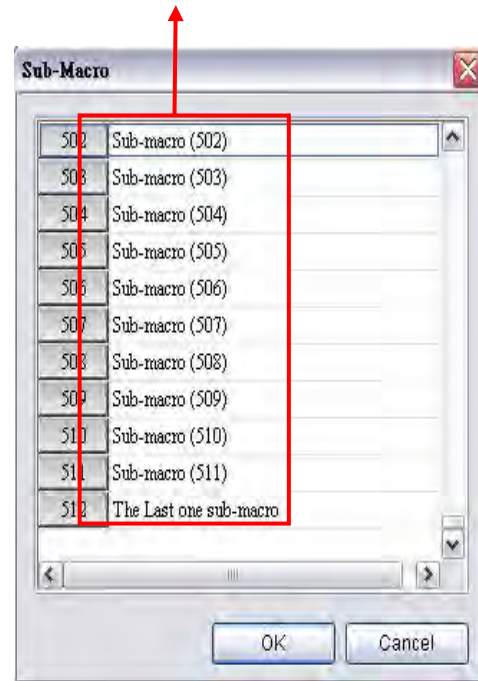 Sub-Macro
502 Sub-macro (502)
503 Sub-macro (503)
504 Sub-macro (504)
505 Sub-macro (505)
506 Sub-macro (506)
507 Sub-macro (507)
508 Sub-macro (508)
509 Sub-macro (509)
510 Sub-macro (510)
511 Sub-macro (511)
512 The Last one sub-macro
OK Cancel